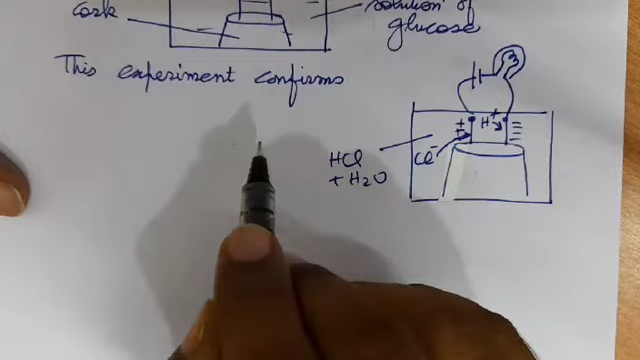 cork
solution of
glucose
This experiment confirms
+
-
H+
HCl
+ H2O
Cl-